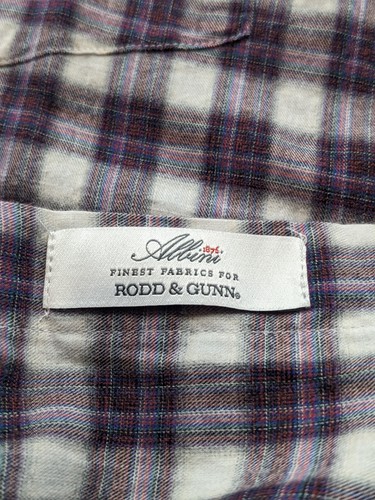 Albini
1876
FINEST FABRICS FOR
RODD & GUNN®